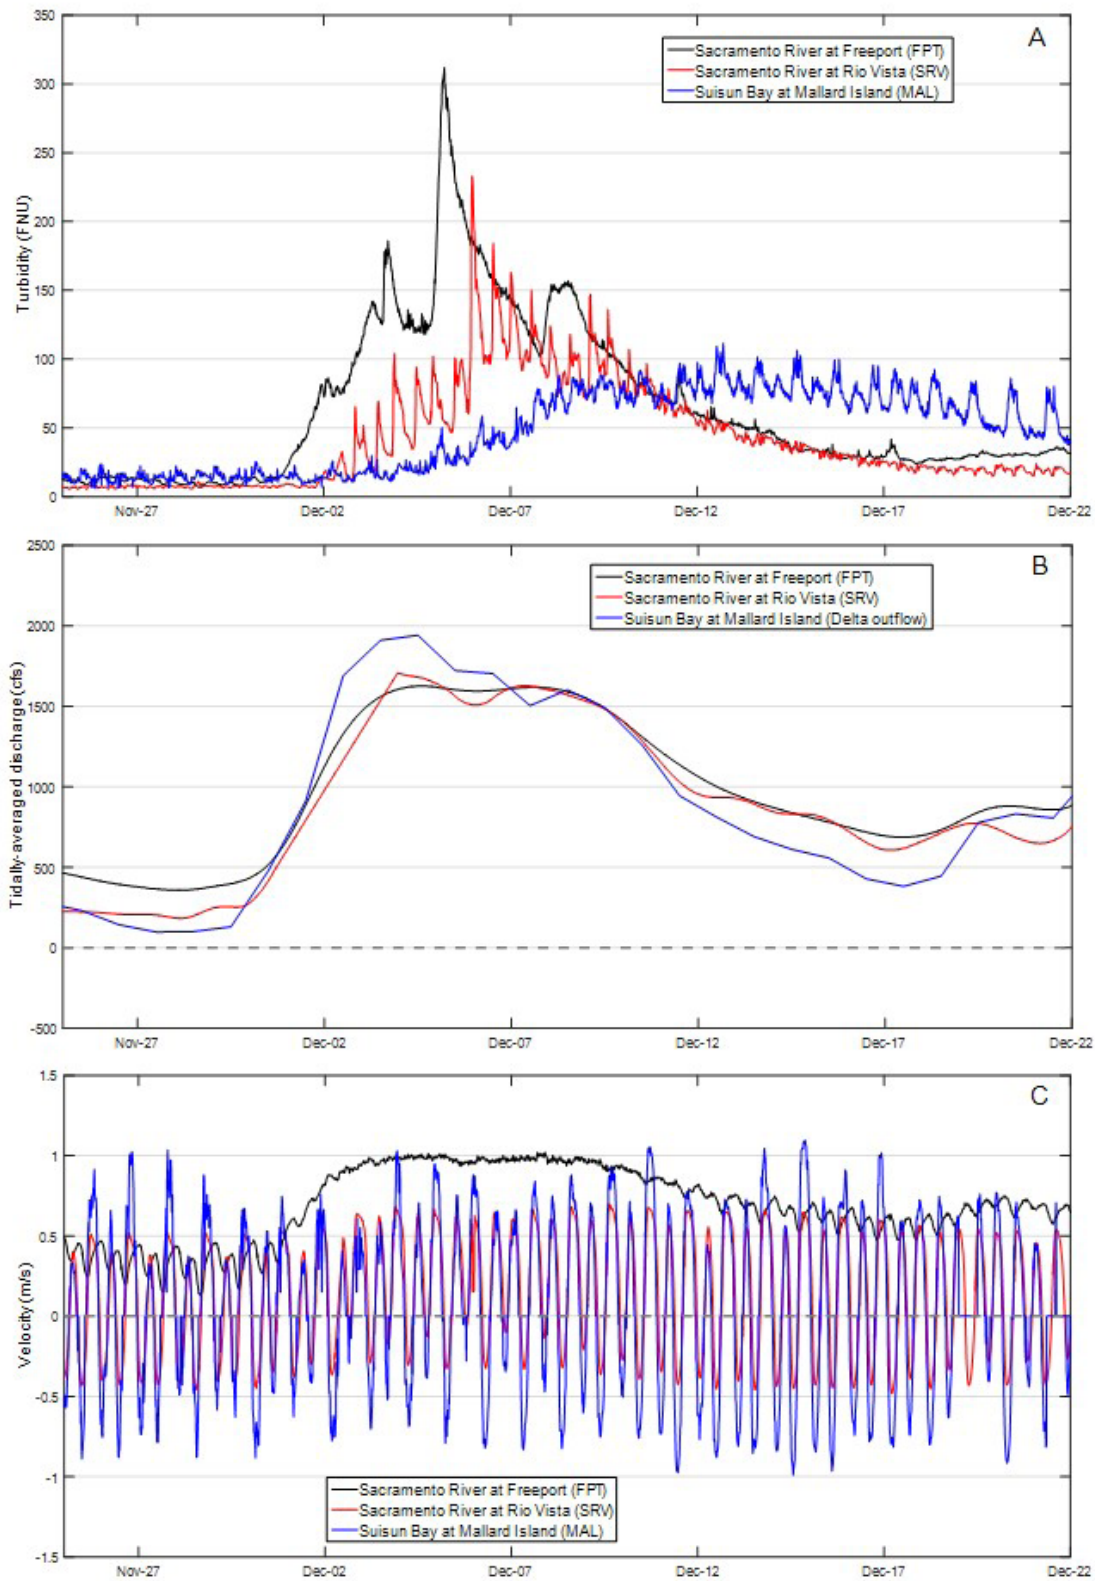 A
Sacramento River at Freeport (FPT)
Sacramento River at Rio Vista (SRV)
Suisun Bay at Mallard Island (MAL)
Turbidity (FNU)
350
300
250
200
150
100
50
0
Nov-27 Dec-02 Dec-07 Dec-12 Dec-17 Dec-22
B
Sacramento River at Freeport (FPT)
Sacramento River at Rio Vista (SRV)
Suisun Bay at Mallard Island (Delta outflow)
Tidally-averaged discharge(cfs)
2500
2000
1500
1000
500
0
-500
Nov-27 Dec-02 Dec-07 Dec-12 Dec-17 Dec-22
C
Velocity (m/s)
1.5
1
0.5
0
-0.5
-1
-1.5
Sacramento River at Freeport (FPT)
Sacramento River at Rio Vista (SRV)
Suisun Bay at Mallard Island (MAL)
Nov-27 Dec-02 Dec-07 Dec-12 Dec-17 Dec-22